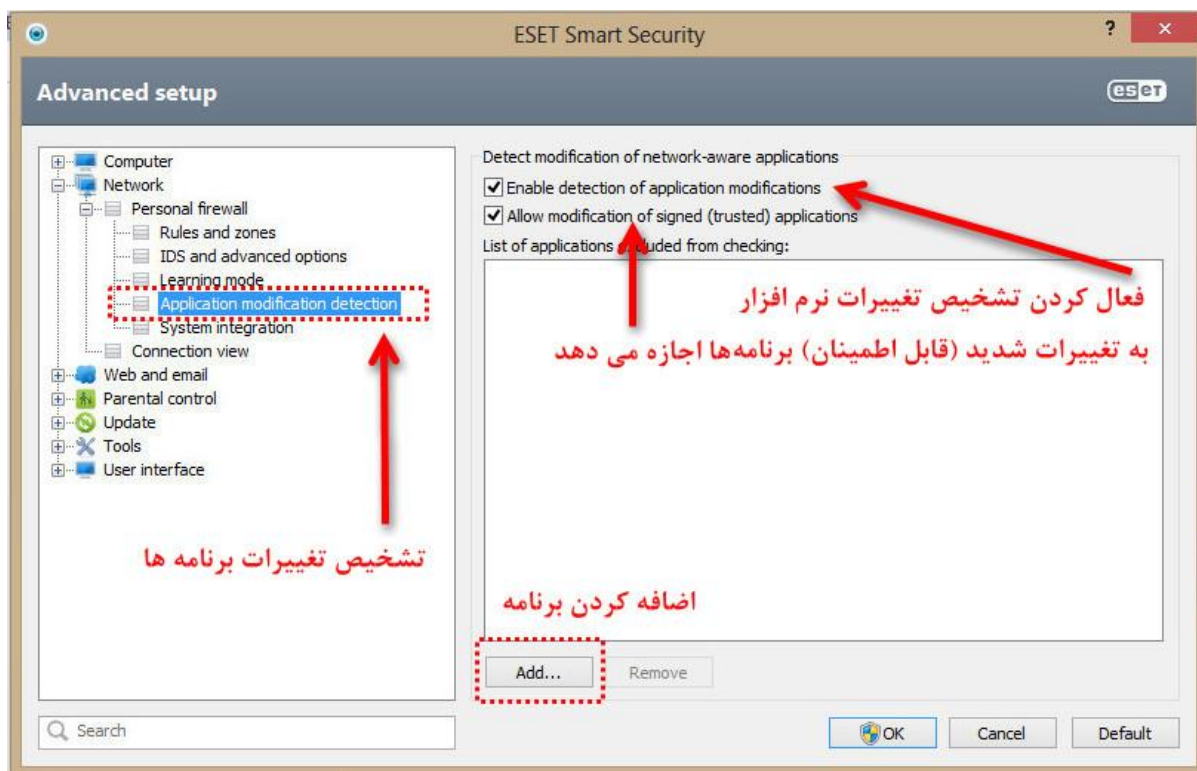 ESET Smart Security
?
×
Advanced setup
eset
Computer
Network
Personal firewall
Rules and zones
IDS and advanced options
Learning mode
Application modification detection
System integration
Connection view
Web and email
Parental control
Update
Tools
User interface
تشخیص تغییرات برنامه ها
Search
Detect modification of network-aware applications
Enable detection of application modifications
Allow modification of signed (trusted) applications
List of applications excluded from checking:
فعال کردن تشخیص تغییرات نرم افزار
به تغییرات شدید (قابل اطمینان) برنامه‌ها اجازه می دهد
اضافه کردن برنامه
Add... Remove
OK Cancel Default